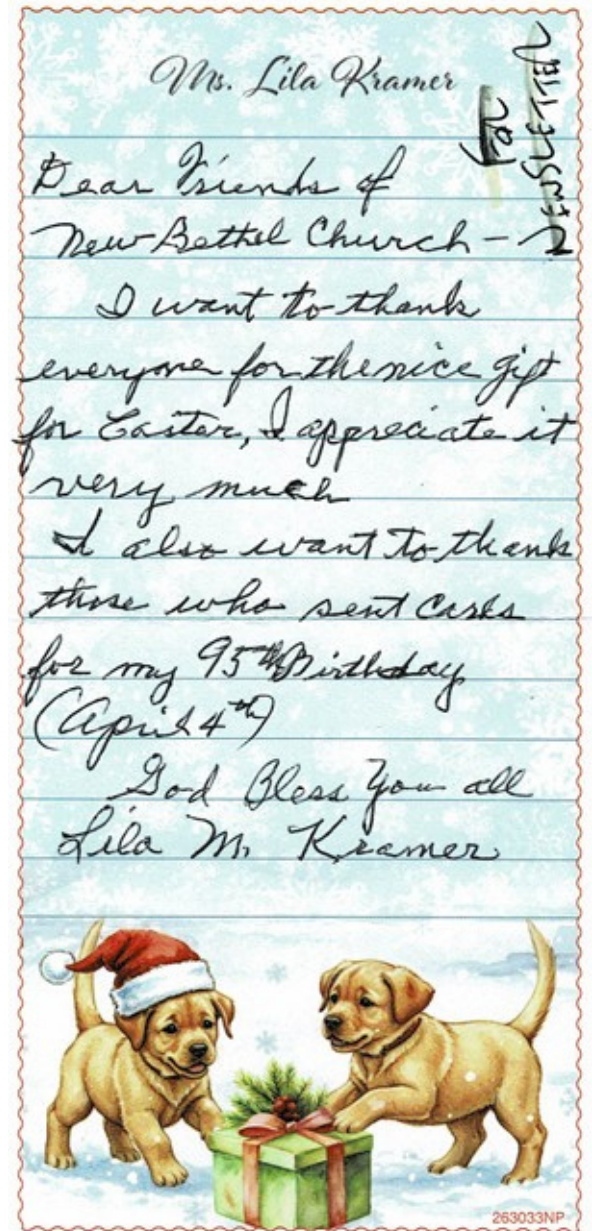 Ms. Lila Kramer
FOR
NEWSLETTER
Dear Friends of
New Bethel Church -
I want to thank
everyone for the nice gift
for Easter, I appreciate it
very much
I also want to thank
those who sent cards
for my 95th Birthday
(April 4th)
God Bless You all
Lila M. Kramer
263033NP